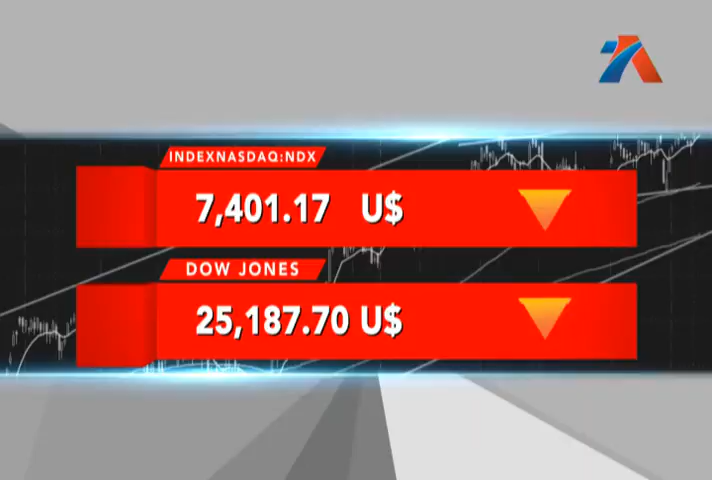 INDEXNASDAQ:NDX
7,401.17 U$
DOW JONES
25,187.70 U$